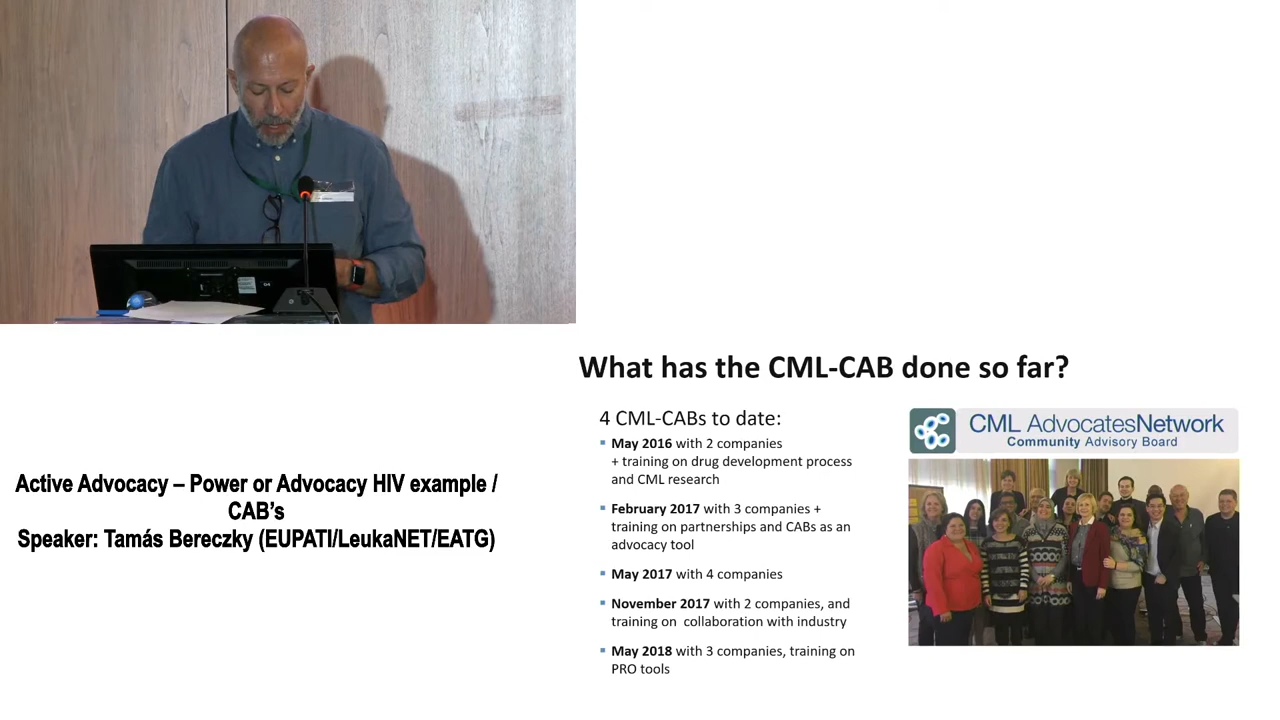 Active Advocacy – Power or Advocacy HIV example /
CAB’s
Speaker: Tamás Bereczky (EUPATI/LeukaNET/EATG)
What has the CML-CAB done so far?
4 CML-CABs to date:
▪ May 2016 with 2 companies
+ training on drug development process
and CML research
▪ February 2017 with 3 companies +
training on partnerships and CABs as an
advocacy tool
▪ May 2017 with 4 companies
▪ November 2017 with 2 companies, and
training on collaboration with industry
▪ May 2018 with 3 companies, training on
PRO tools
CML AdvocatesNetwork
Community Advisory Board